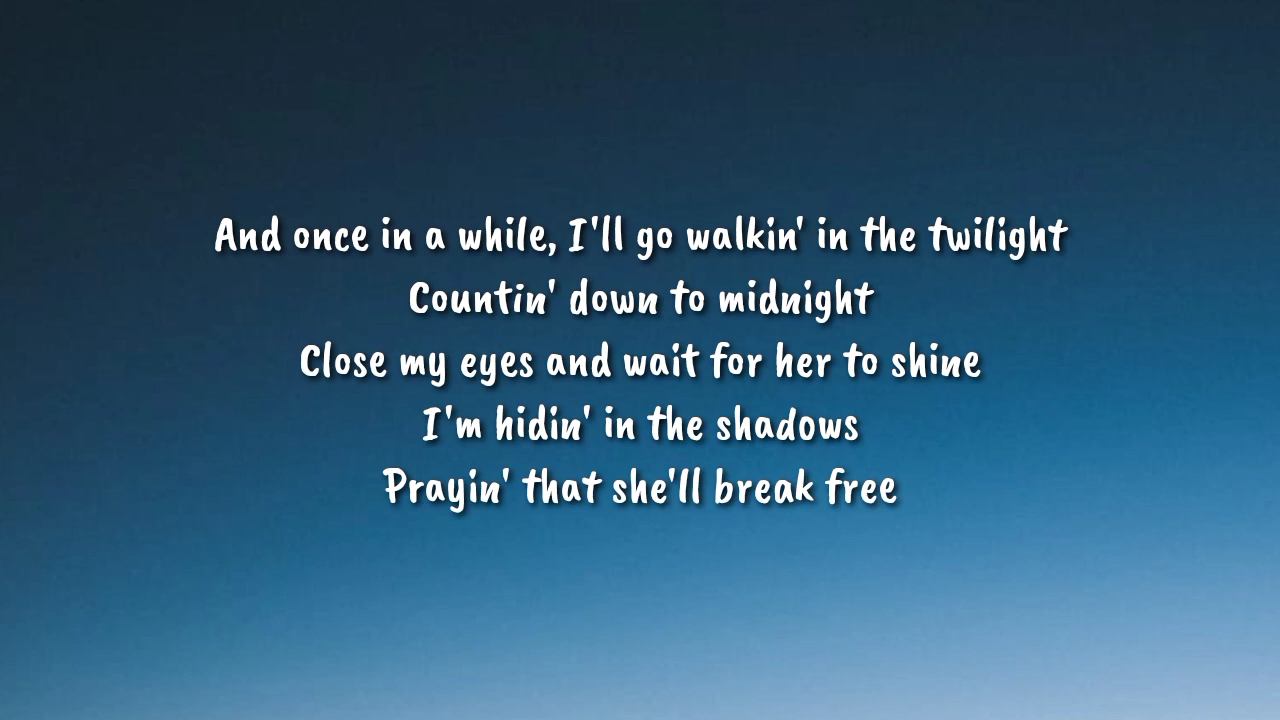 And once in a while, I'll go walkin' in the twilight
Countin' down to midnight
Close my eyes and wait for her to shine
I'm hidin' in the shadows
Prayin' that she'll break free